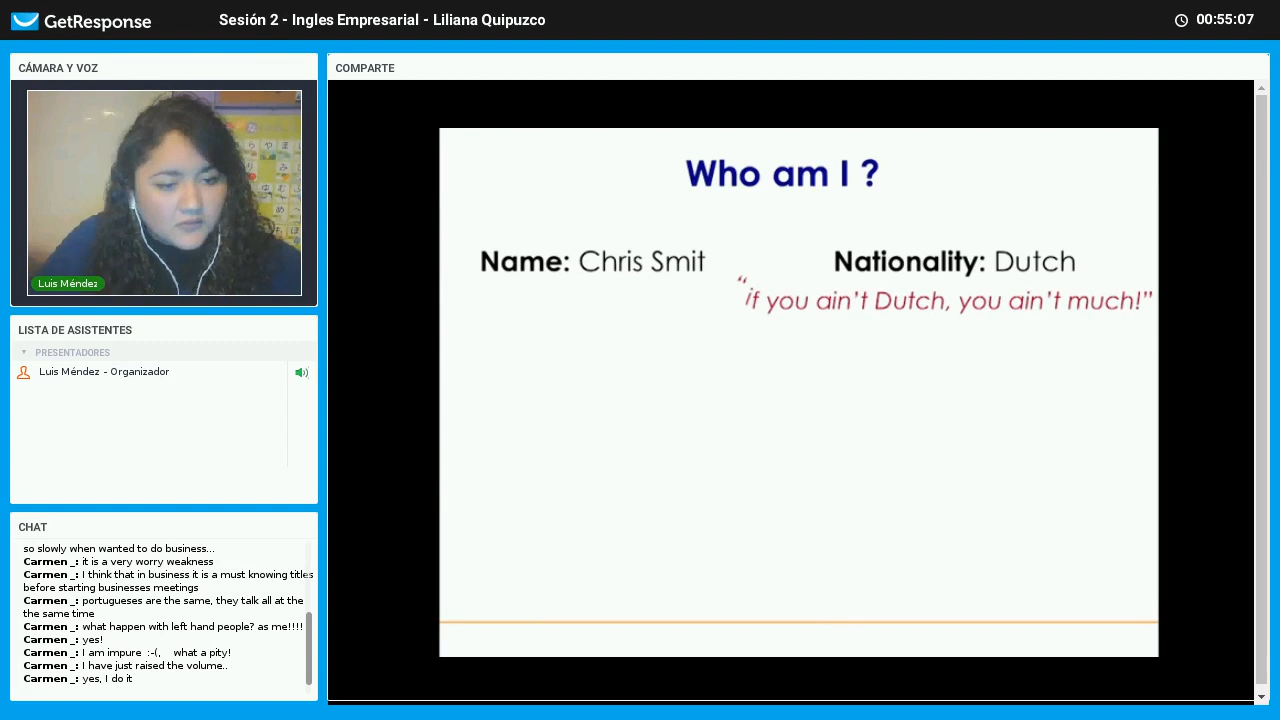 GetResponse
Sesión 2 - Ingles Empresarial - Liliana Quipuzco
00:55:07
CÁMARA Y VOZ
Luis Méndez
LISTA DE ASISTENTES
PRESENTADORES
Luis Méndez - Organizador
CHAT
so slowly when wanted to do business...
Carmen _: it is a very worry weakness
Carmen _: I think that in business it is a must knowing titles
before starting businesses meetings
Carmen _: portugueses are the same, they talk all at the
the same time
Carmen _: what happen with left hand people? as me!!!!
Carmen _: yes!
Carmen _: I am impure :-(, what a pity!
Carmen _: I have just raised the volume..
Carmen _: yes, I do it
COMPARTE
Who am I ?
Name: Chris Smit
Nationality: Dutch
“if you ain’t Dutch, you ain’t much!”